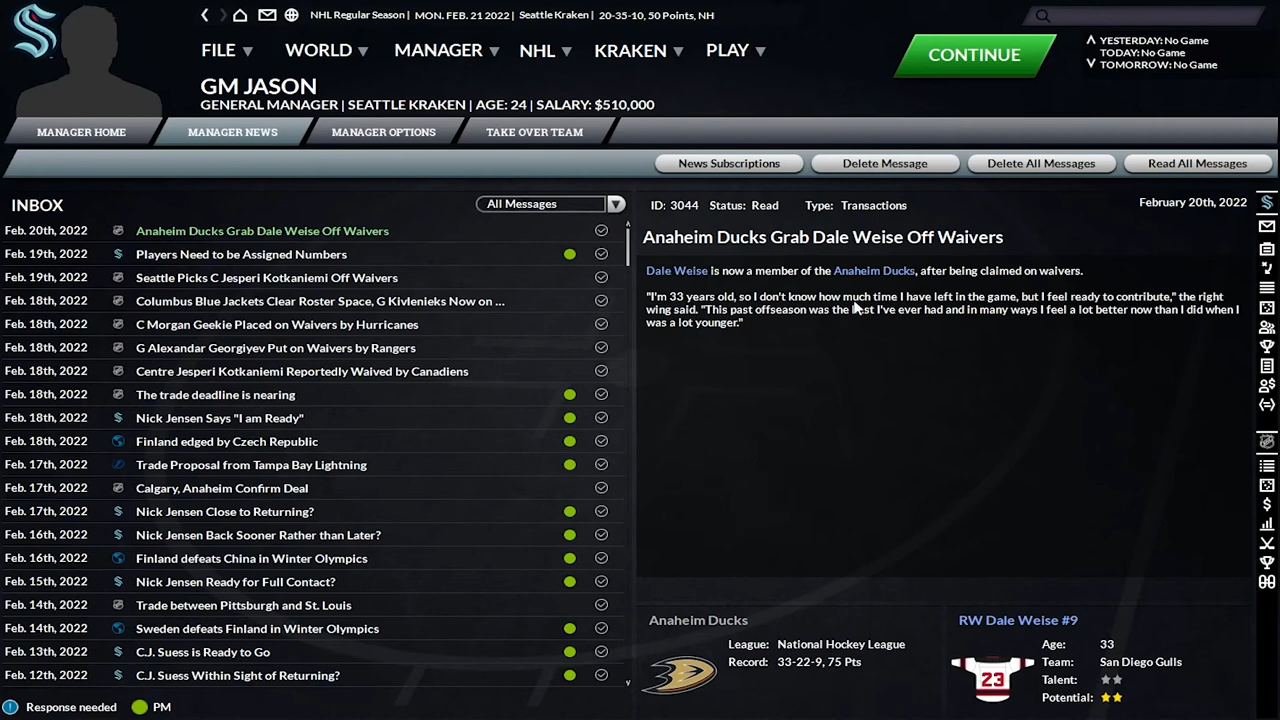 NHL Regular Season | MON. FEB. 21 2022 | Seattle Kraken | 20-35-10, 50 Points, NH
FILE WORLD MANAGER NHL KRAKEN PLAY
CONTINUE
YESTERDAY: No Game
TODAY: No Game
TOMORROW: No Game
GM JASON
GENERAL MANAGER | SEATTLE KRAKEN | AGE: 24 | SALARY: $510,000
MANAGER HOME MANAGER NEWS MANAGER OPTIONS TAKE OVER TEAM
News Subscriptions Delete Message Delete All Messages Read All Messages
INBOX
All Messages
Feb. 20th, 2022 Anaheim Ducks Grab Dale Weise Off Waivers
Feb. 19th, 2022 Players Need to be Assigned Numbers
Feb. 19th, 2022 Seattle Picks C Jesperi Kotkaniemi Off Waivers
Feb. 18th, 2022 Columbus Blue Jackets Clear Roster Space, G Kivlenieks Now on ...
Feb. 18th, 2022 C Morgan Geekie Placed on Waivers by Hurricanes
Feb. 18th, 2022 G Alexandar Georgiyev Put on Waivers by Rangers
Feb. 18th, 2022 Centre Jesperi Kotkaniemi Reportedly Waived by Canadiens
Feb. 18th, 2022 The trade deadline is nearing
Feb. 18th, 2022 Nick Jensen Says "I am Ready"
Feb. 18th, 2022 Finland edged by Czech Republic
Feb. 17th, 2022 Trade Proposal from Tampa Bay Lightning
Feb. 17th, 2022 Calgary, Anaheim Confirm Deal
Feb. 17th, 2022 Nick Jensen Close to Returning?
Feb. 16th, 2022 Nick Jensen Back Sooner Rather than Later?
Feb. 16th, 2022 Finland defeats China in Winter Olympics
Feb. 15th, 2022 Nick Jensen Ready for Full Contact?
Feb. 14th, 2022 Trade between Pittsburgh and St. Louis
Feb. 14th, 2022 Sweden defeats Finland in Winter Olympics
Feb. 13th, 2022 C.J. Suess is Ready to Go
Feb. 12th, 2022 C.J. Suess Within Sight of Returning?
Response needed PM
ID: 3044 Status: Read Type: Transactions February 20th, 2022
Anaheim Ducks Grab Dale Weise Off Waivers
Dale Weise is now a member of the Anaheim Ducks, after being claimed on waivers.
"I'm 33 years old, so I don't know how much time I have left in the game, but I feel ready to contribute," the right
wing said. "This past offseason was the best I've ever had and in many ways I feel a lot better now than I did when I
was a lot younger."
Anaheim Ducks
League: National Hockey League
Record: 33-22-9, 75 Pts
RW Dale Weise #9
23
Age: 33
Team: San Diego Gulls
Talent:
Potential: